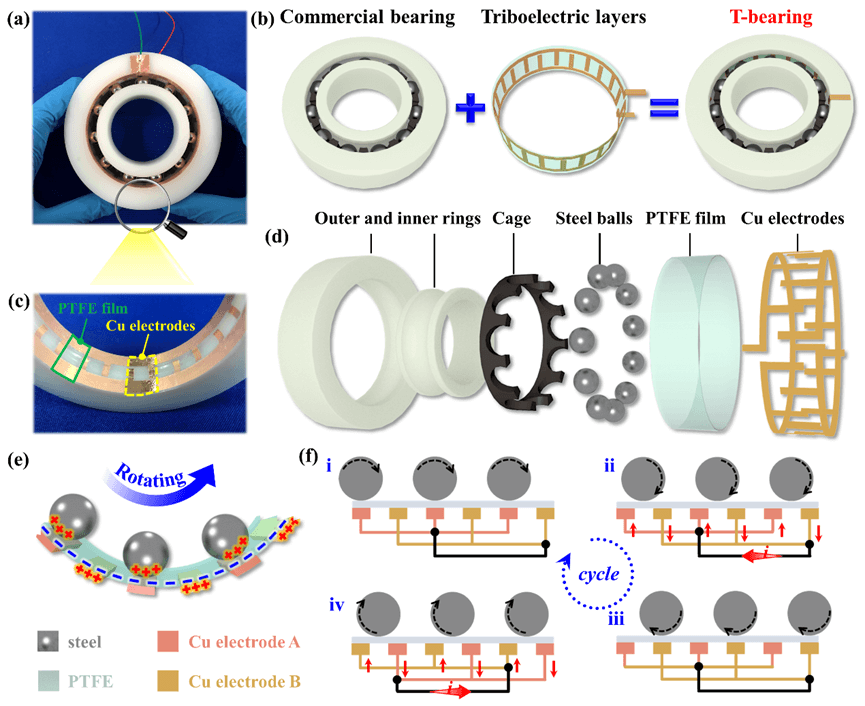 (a)
(b)
Commercial bearing
Triboelectric layers
T-bearing
(c)
PTFE film
Cu electrodes
(d)
Outer and inner rings
Cage
Steel balls
PTFE film
Cu electrodes
(e)
Rotating
steel
Cu electrode A
PTFE
Cu electrode B
(f)
i
ii
i
cycle
iv
iii
i